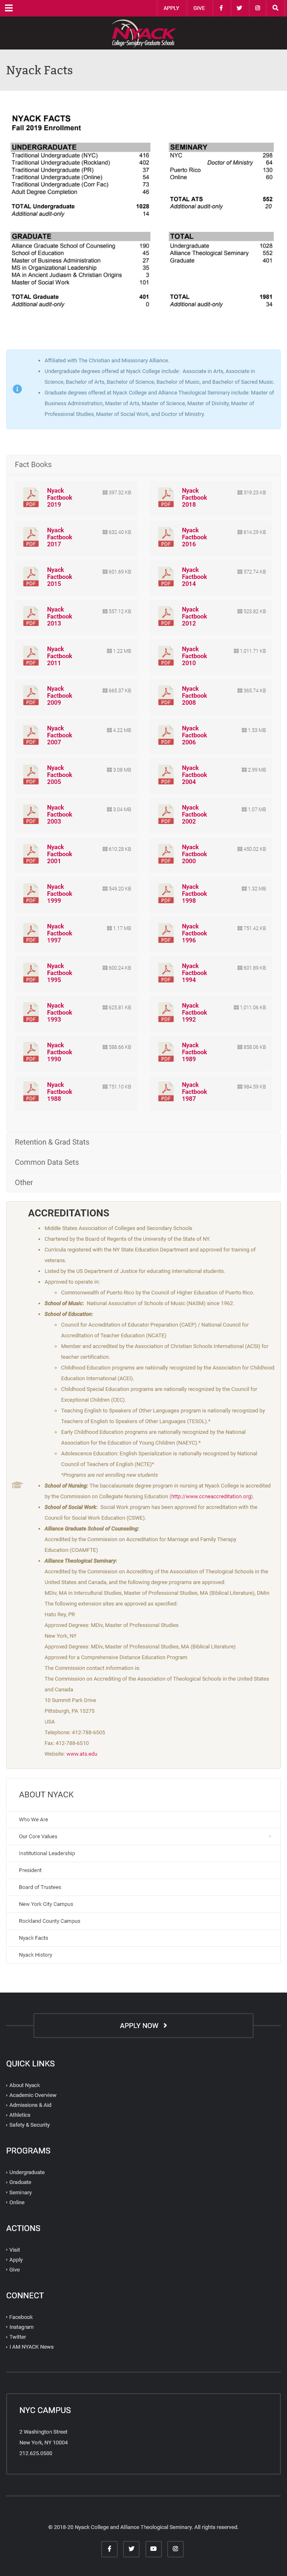 APPLY GIVE
NYACK
College•Seminary•Graduate Schools
Nyack Facts
NYACK FACTS
Fall 2019 Enrollment
UNDERGRADUATE
Traditional Undergraduate (NYC) 416
Traditional Undergraduate (Rockland) 402
Traditional Undergraduate (PR) 37
Traditional Undergraduate (Online) 54
Traditional Undergraduate (Corr Fac) 73
Adult Degree Completion 46
TOTAL Undergraduate 1028
Additional audit-only 14
SEMINARY
NYC 298
Doctor of Ministry 64
Puerto Rico 130
Online 60
TOTAL ATS 552
Additional audit-only 20
GRADUATE
Alliance Graduate School of Counseling 190
School of Education 45
Master of Business Administration 27
MS in Organizational Leadership 35
MA in Ancient Judaism & Christian Origins 3
Master of Social Work 101
TOTAL Graduate 401
Additional audit-only 0
TOTAL
Undergraduate 1028
Alliance Theological Seminary 552
Graduate 401
TOTAL 1981
Additional audit-only 34
Affiliated with The Christian and Missionary Alliance.
Undergraduate degrees offered at Nyack College include: Associate in Arts, Associate in
Science, Bachelor of Arts, Bachelor of Science, Bachelor of Music, and Bachelor of Sacred Music.
Graduate degrees offered at Nyack College and Alliance Theological Seminary include: Master of
Business Administration, Master of Arts, Master of Science, Master of Divinity, Master of
Professional Studies, Master of Social Work, and Doctor of Ministry.
Fact Books
PDF Nyack Factbook 2019 397.32 KB
PDF Nyack Factbook 2018 319.23 KB
PDF Nyack Factbook 2017 632.40 KB
PDF Nyack Factbook 2016 614.29 KB
PDF Nyack Factbook 2015 601.69 KB
PDF Nyack Factbook 2014 572.74 KB
PDF Nyack Factbook 2013 557.12 KB
PDF Nyack Factbook 2012 523.82 KB
PDF Nyack Factbook 2011 1.22 MB
PDF Nyack Factbook 2010 1,011.71 KB
PDF Nyack Factbook 2009 665.37 KB
PDF Nyack Factbook 2008 365.74 KB
PDF Nyack Factbook 2007 4.22 MB
PDF Nyack Factbook 2006 1.53 MB
PDF Nyack Factbook 2005 3.08 MB
PDF Nyack Factbook 2004 2.99 MB
PDF Nyack Factbook 2003 3.04 MB
PDF Nyack Factbook 2002 1.07 MB
PDF Nyack Factbook 2001 610.28 KB
PDF Nyack Factbook 2000 450.02 KB
PDF Nyack Factbook 1999 349.20 KB
PDF Nyack Factbook 1998 1.32 MB
PDF Nyack Factbook 1997 1.17 MB
PDF Nyack Factbook 1996 751.42 KB
PDF Nyack Factbook 1995 600.24 KB
PDF Nyack Factbook 1994 601.89 KB
PDF Nyack Factbook 1993 625.81 KB
PDF Nyack Factbook 1992 1,011.06 KB
PDF Nyack Factbook 1990 588.66 KB
PDF Nyack Factbook 1989 858.06 KB
PDF Nyack Factbook 1988 751.10 KB
PDF Nyack Factbook 1987 984.59 KB
Retention & Grad Stats
Common Data Sets
Other
ACCREDITATIONS
Middle States Association of Colleges and Secondary Schools
Chartered by the Board of Regents of the University of the State of NY.
Curricula registered with the NY State Education Department and approved for training of
veterans.
Listed by the US Department of Justice for educating international students.
Approved to operate in:
Commonwealth of Puerto Rico by the Council of Higher Education of Puerto Rico.
School of Music: National Association of Schools of Music (NASM) since 1962.
School of Education:
Council for Accreditation of Educator Preparation (CAEP) / National Council for
Accreditation of Teacher Education (NCATE)
Member and accredited by the Association of Christian Schools International (ACSI) for
teacher certification.
Childhood Education programs are nationally recognized by the Association for Childhood
Education International (ACEI).
Childhood Special Education programs are nationally recognized by the Council for
Exceptional Children (CEC).
Teaching English to Speakers of Other Languages program is nationally recognized by
Teachers of English to Speakers of Other Languages (TESOL).*
Early Childhood Education programs are nationally recognized by the National
Association for the Education of Young Children (NAEYC).*
Adolescence Education: English Specialization is nationally recognized by National
Council of Teachers of English (NCTE)*
*Programs are not enrolling new students
School of Nursing: The baccalaureate degree program in nursing at Nyack College is accredited
by the Commission on Collegiate Nursing Education (http://www.ccneaccreditation.org).
School of Social Work: Social Work program has been approved for accreditation with the
Council for Social Work Education (CSWE).
Alliance Graduate School of Counseling:
Accredited by the Commission on Accreditation for Marriage and Family Therapy
Education (COAMFTE)
Alliance Theological Seminary:
Accredited by the Commission on Accrediting of the Association of Theological Schools in the
United States and Canada, and the following degree programs are approved:
MDiv, MA in Intercultural Studies, Master of Professional Studies, MA (Biblical Literature), DMin
The following extension sites are approved as specified:
Hato Rey, PR
Approved Degrees: MDiv, Master of Professional Studies
New York, NY
Approved Degrees: MDiv, Master of Professional Studies, MA (Biblical Literature)
Approved for a Comprehensive Distance Education Program
The Commission contact information is:
The Commission on Accrediting of the Association of Theological Schools in the United States
and Canada
10 Summit Park Drive
Pittsburgh, PA 15275
USA
Telephone: 412-788-6505
Fax: 412-788-6510
Website: www.ats.edu
ABOUT NYACK
Who We Are
Our Core Values
Institutional Leadership
President
Board of Trustees
New York City Campus
Rockland County Campus
Nyack Facts
Nyack History
APPLY NOW
QUICK LINKS
About Nyack
Academic Overview
Admissions & Aid
Athletics
Safety & Security
PROGRAMS
Undergraduate
Graduate
Seminary
Online
ACTIONS
Visit
Apply
Give
CONNECT
Facebook
Instagram
Twitter
I AM NYACK News
NYC CAMPUS
2 Washington Street
New York, NY 10004
212.625.0500
© 2018-20 Nyack College and Alliance Theological Seminary. All rights reserved.